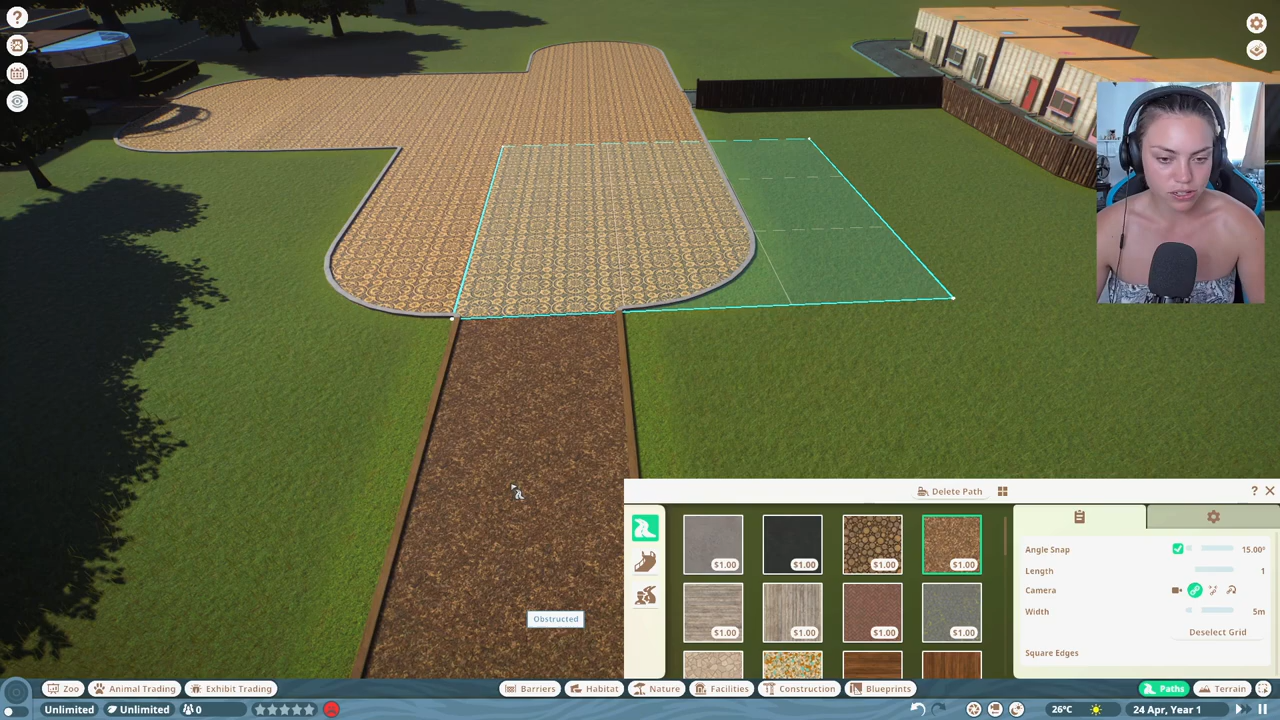 Delete Path
?
$1.00
$1.00
$1.00
$1.00
$1.00
$1.00
$1.00
$1.00
Angle Snap
15.00°
Length
1
Camera
Width
5m
Deselect Grid
Square Edges
Obstructed
Zoo
Animal Trading
Exhibit Trading
Barriers
Habitat
Nature
Facilities
Construction
Blueprints
Paths
Terrain
Unlimited
Unlimited
0
26°C
24 Apr, Year 1